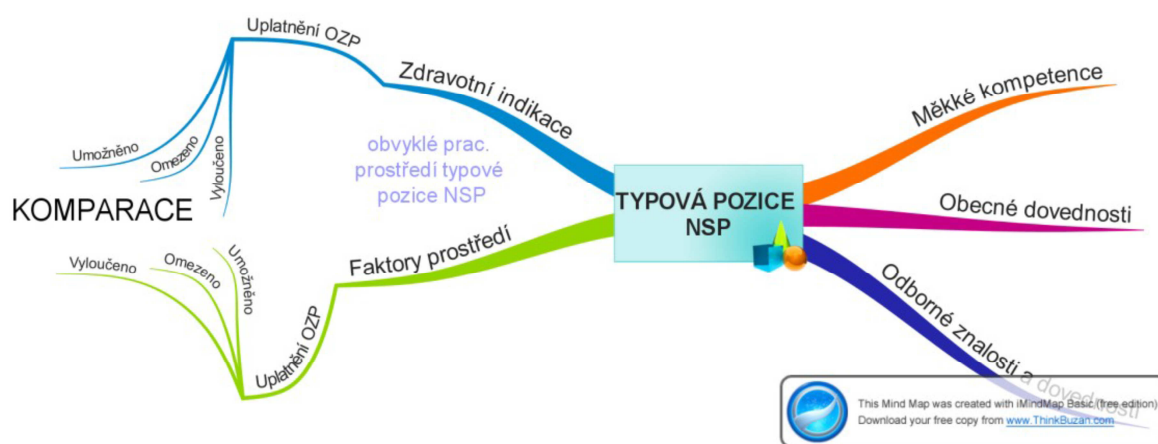 Uplatnění OZP
Zdravotní indikace
Umožněno
Omezeno
Vyloučeno
obvyklé prac.
prostředí typové
pozice NSP
KOMPARACE
Vyloučeno
Omezeno
Umožněno
Uplatnění OZP
Faktory prostředí
TYPOVÁ POZICE
NSP
Měkké kompetence
Obecné dovednosti
Odborné znalosti a dovednosti
This Mind Map was created with iMindMap Basic (free edition)
Download your free copy from www.ThinkBuzan.com